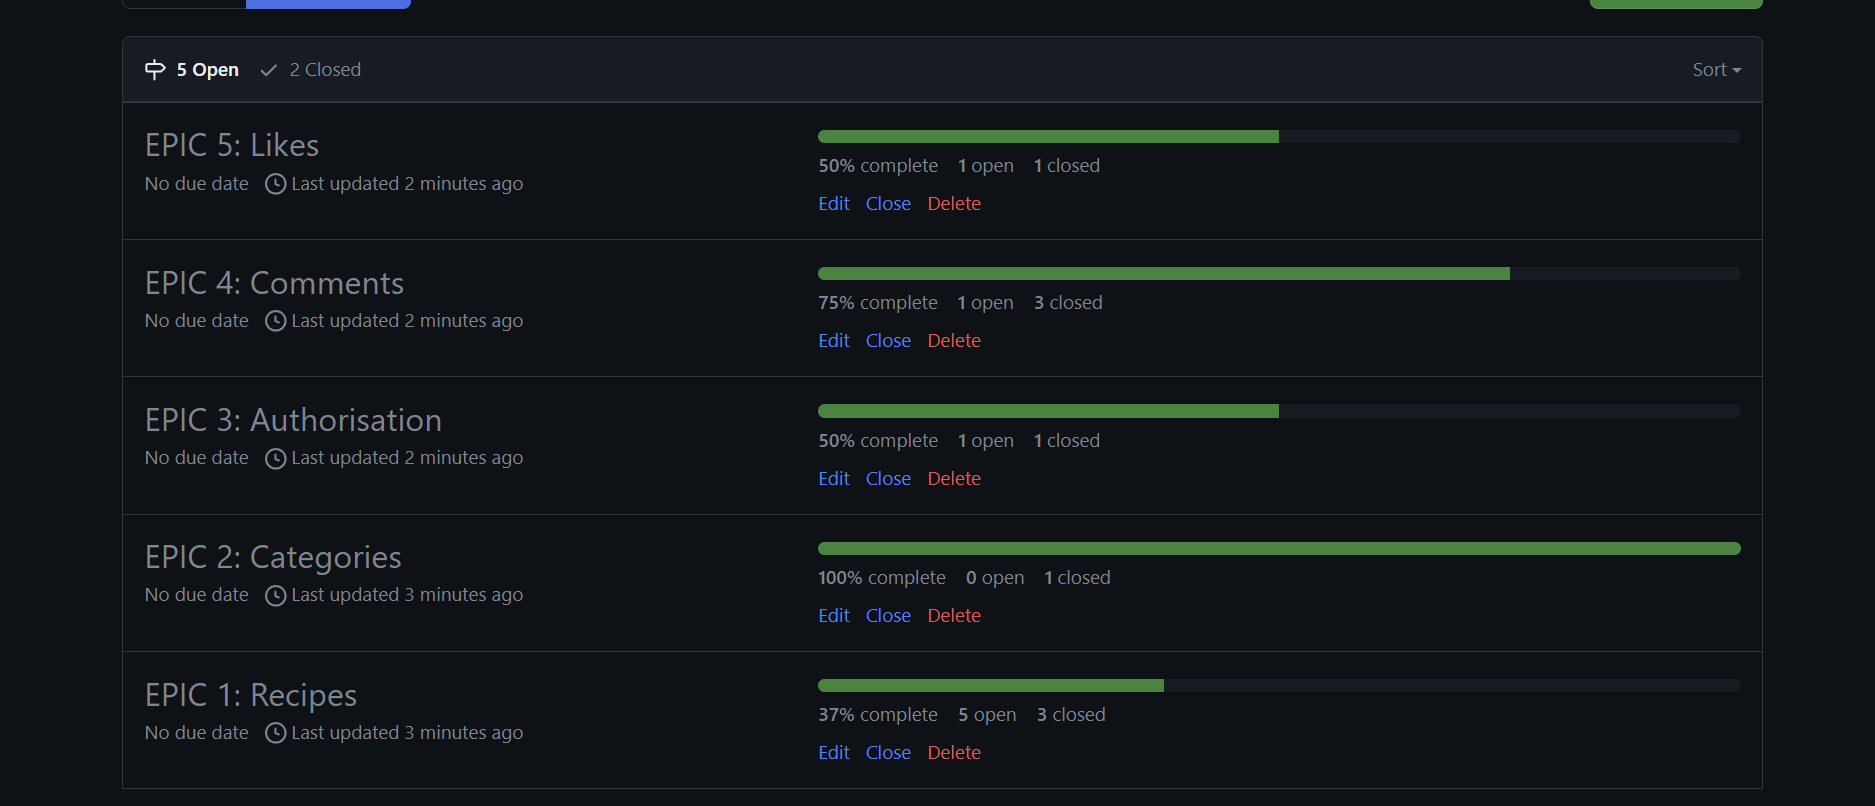 5 Open 2 Closed Sort
EPIC 5: Likes
No due date Last updated 2 minutes ago
50% complete 1 open 1 closed
Edit Close Delete
EPIC 4: Comments
No due date Last updated 2 minutes ago
75% complete 1 open 3 closed
Edit Close Delete
EPIC 3: Authorisation
No due date Last updated 2 minutes ago
50% complete 1 open 1 closed
Edit Close Delete
EPIC 2: Categories
No due date Last updated 3 minutes ago
100% complete 0 open 1 closed
Edit Close Delete
EPIC 1: Recipes
No due date Last updated 3 minutes ago
37% complete 5 open 3 closed
Edit Close Delete